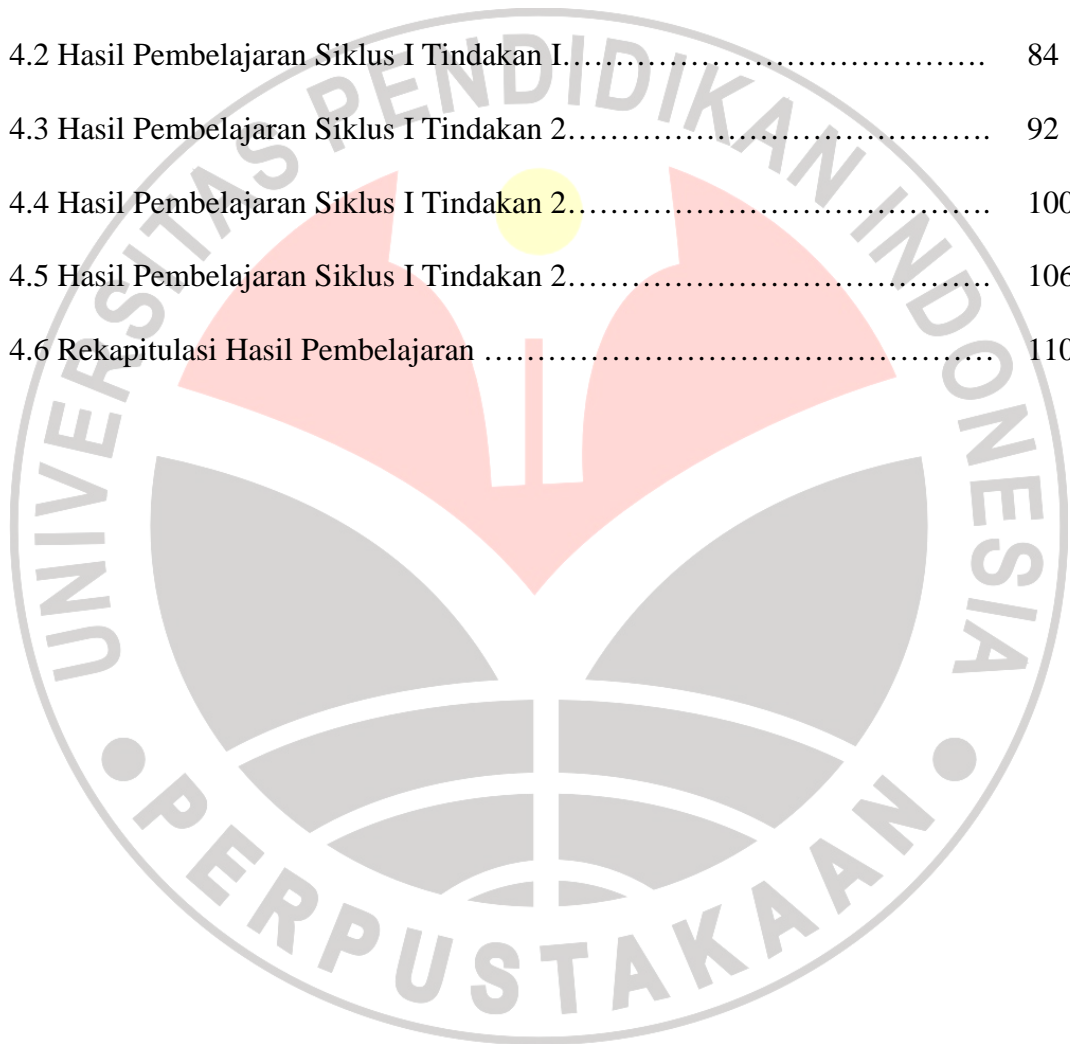 4.2 Hasil Pembelajaran Siklus I Tindakan I…………………………………. 84
4.3 Hasil Pembelajaran Siklus I Tindakan 2…………………………………. 92
4.4 Hasil Pembelajaran Siklus I Tindakan 2…………………………………. 100
4.5 Hasil Pembelajaran Siklus I Tindakan 2…………………………………. 106
4.6 Rekapitulasi Hasil Pembelajaran ………………………………………… 110
UNIVERSITAS PENDIDIKAN INDONESIA
PERPUSTAKAAN